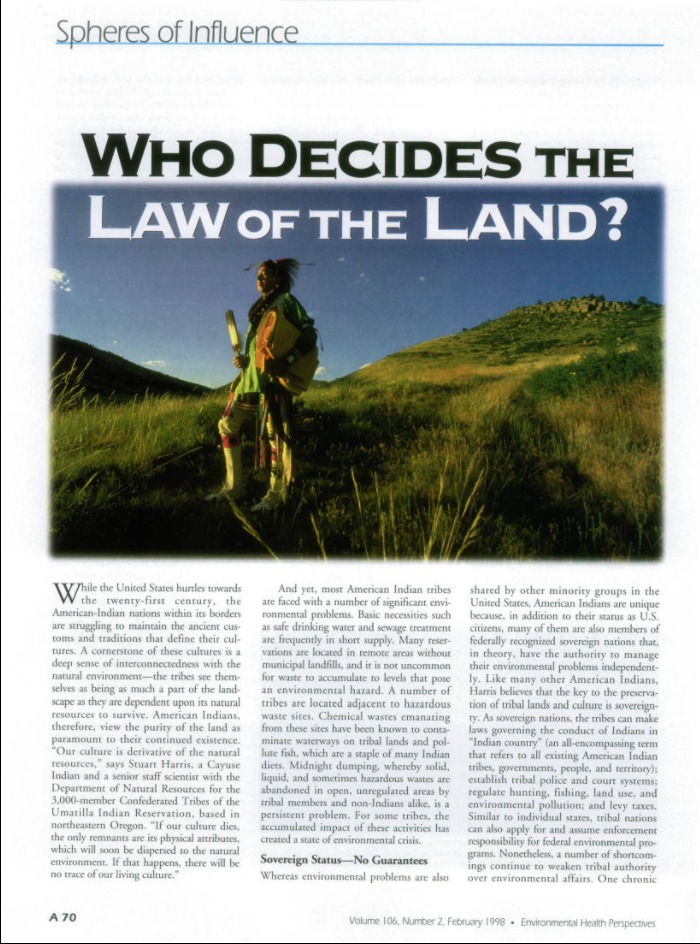 Spheres of Influence
WHO DECIDES THE
LAW OF THE LAND?
While the United States hurtles towards
the twenty-first century, the
American-Indian nations within its borders
are struggling to maintain the ancient cus-
toms and traditions that define their cul-
tures. A cornerstone of these cultures is a
deep sense of interconnectedness with the
natural environment—the tribes see them-
selves as being as much a part of the land-
scape as they are dependent upon its natural
resources to survive. American Indians,
therefore, view the purity of the land as
paramount to their continued existence.
"Our culture is derivative of the natural
resources," says Stuart Harris, a Cayuse
Indian and a senior staff scientist with the
Department of Natural Resources for the
3,000-member Confederated Tribes of the
Umatilla Indian Reservation, based in
northeastern Oregon. "If our culture dies,
the only remnants are its physical attributes,
which will soon be dispersed to the natural
environment. If that happens, there will be
no trace of our living culture."
And yet, most American Indian tribes
are faced with a number of significant envi-
ronmental problems. Basic necessities such
as safe drinking water and sewage treatment
are frequently in short supply. Many reser-
vations are located in remote areas without
municipal landfills, and it is not uncommon
for waste to accumulate to levels that pose
an environmental hazard. A number of
tribes are located adjacent to hazardous
waste sites. Chemical wastes emanating
from these sites have been known to conta-
minate waterways on tribal lands and pol-
lute fish, which are a staple of many Indian
diets. Midnight dumping, whereby solid,
liquid, and sometimes hazardous wastes are
abandoned in open, unregulated areas by
tribal members and non-Indians alike, is a
persistent problem. For some tribes, the
accumulated impact of these activities has
created a state of environmental crisis.
Sovereign Status—No Guarantees
Whereas environmental problems are also
shared by other minority groups in the
United States, American Indians are unique
because, in addition to their status as U.S.
citizens, many of them are also members of
federally recognized sovereign nations that,
in theory, have the authority to manage
their environmental problems independent-
ly. Like many other American Indians,
Harris believes that the key to the preserva-
tion of tribal lands and culture is sovereign-
ty. As sovereign nations, the tribes can make
laws governing the conduct of Indians in
"Indian country" (an all-encompassing term
that refers to all existing American Indian
tribes, governments, people, and territory);
establish tribal police and court systems;
regulate hunting, fishing, land use, and
environmental pollution; and levy taxes.
Similar to individual states, tribal nations
can also apply for and assume enforcement
responsibility for federal environmental pro-
grams. Nonetheless, a number of shortcom-
ings continue to weaken tribal authority
over environmental affairs. One chronic
A 70
Volume 106, Number 2, February 1998 • Environmental Health Perspectives